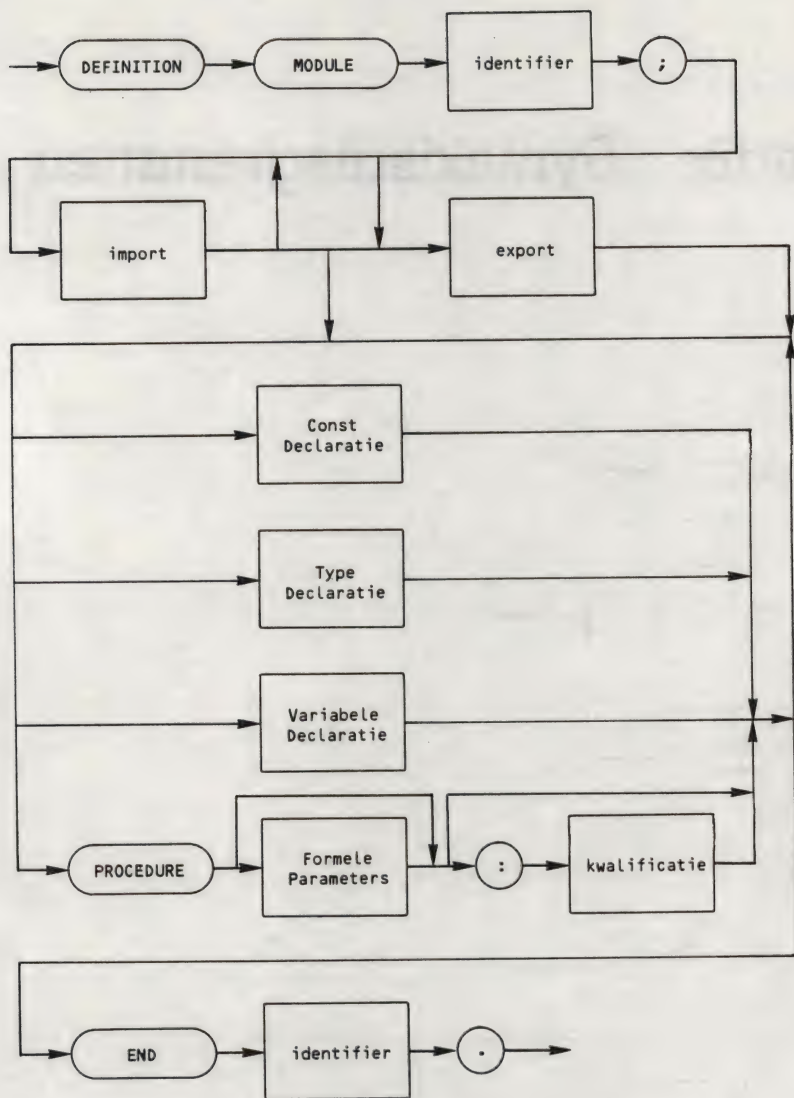 DEFINITION MODULE identifier ;
import export
Const
Declaratie
Type
Declaratie
Variabele
Declaratie
PROCEDURE Formele
Parameters : kwalificatie
END identifier .